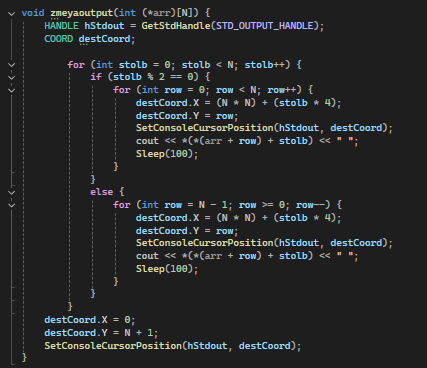 void zmeyaoutput(int (*arr)[N]) {
    HANDLE hStdout = GetStdHandle(STD_OUTPUT_HANDLE);
    COORD destCoord;

        for (int stolb = 0; stolb < N; stolb++) {
            if (stolb % 2 == 0) {
                for (int row = 0; row < N; row++) {
                    destCoord.X = (N * N) + (stolb * 4);
                    destCoord.Y = row;
                    SetConsoleCursorPosition(hStdout, destCoord);
                    cout << *(*(arr + row) + stolb) << " ";
                    Sleep(100);
                }
            }
            else {
                for (int row = N - 1; row >= 0; row--) {
                    destCoord.X = (N * N) + (stolb * 4);
                    destCoord.Y = row;
                    SetConsoleCursorPosition(hStdout, destCoord);
                    cout << *(*(arr + row) + stolb) << " ";
                    Sleep(100);
                }
            }
        }
    destCoord.X = 0;
    destCoord.Y = N + 1;
    SetConsoleCursorPosition(hStdout, destCoord);
}